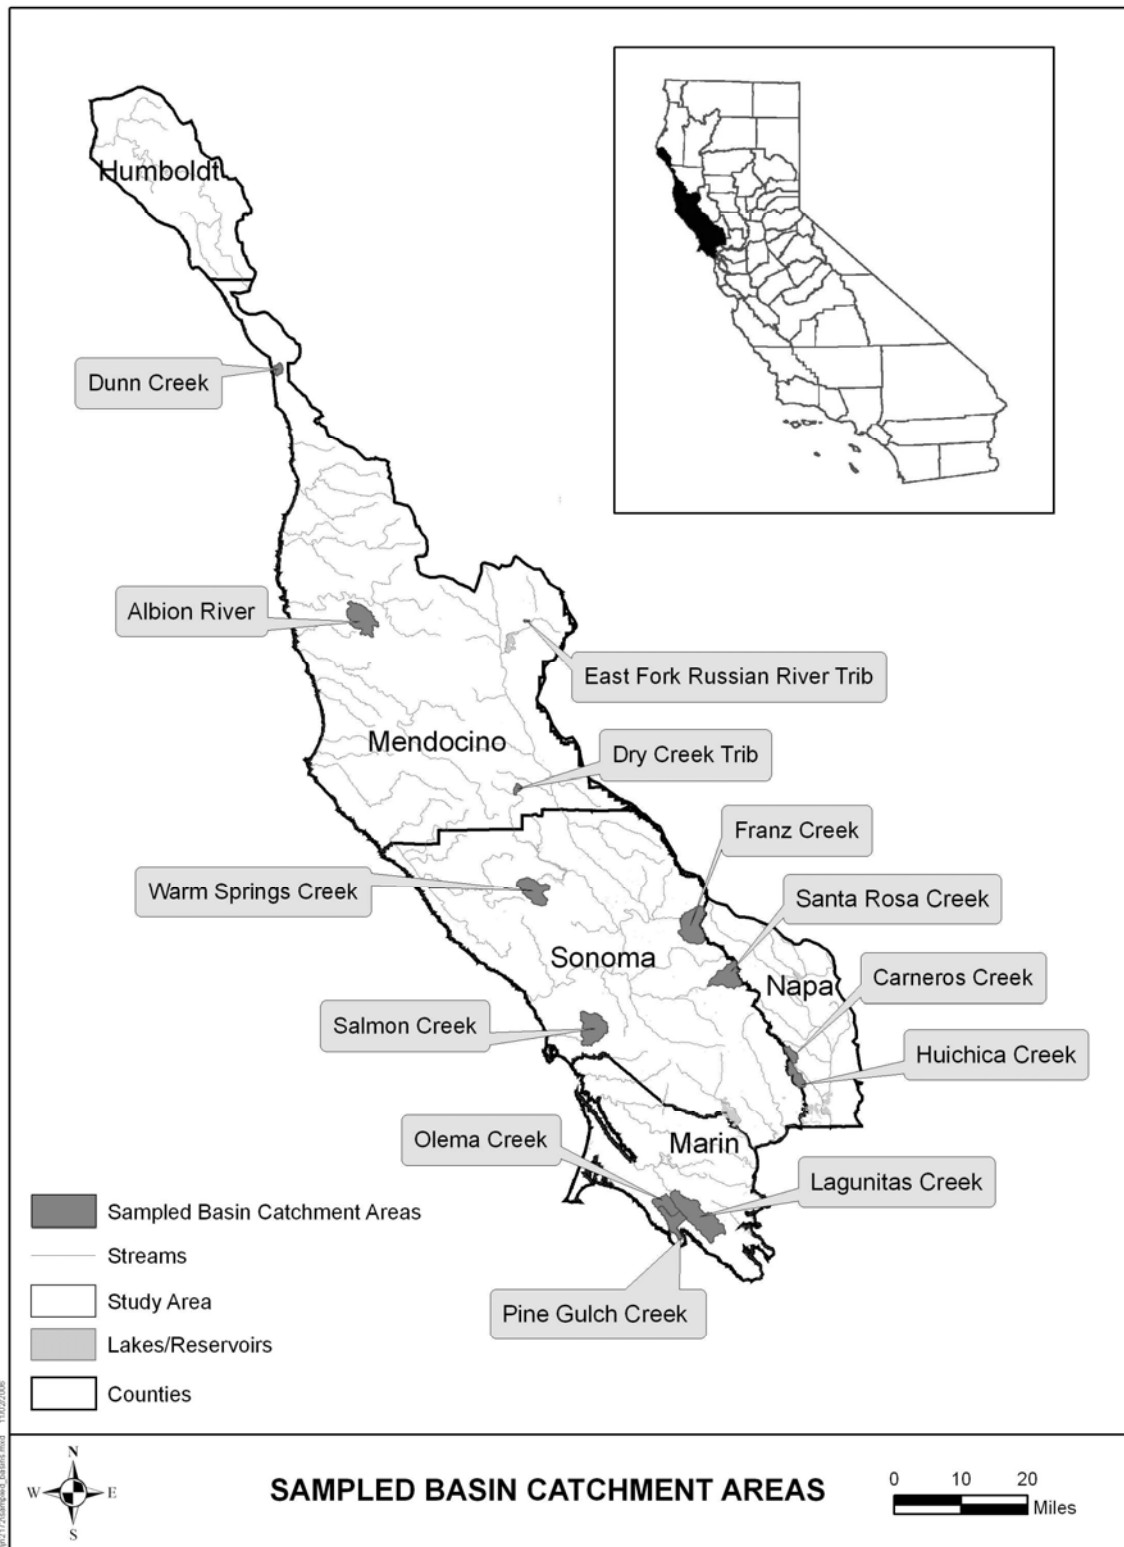 Humboldt
Dunn Creek
Albion River
East Fork Russian River Trib
Mendocino
Dry Creek Trib
Franz Creek
Warm Springs Creek
Santa Rosa Creek
Sonoma
Napa
Carneros Creek
Salmon Creek
Huichica Creek
Olema Creek
Marin
Lagunitas Creek
Pine Gulch Creek
Sampled Basin Catchment Areas
Streams
Study Area
Lakes/Reservoirs
Counties
N
W E
S
SAMPLED BASIN CATCHMENT AREAS
0 10 20
Miles